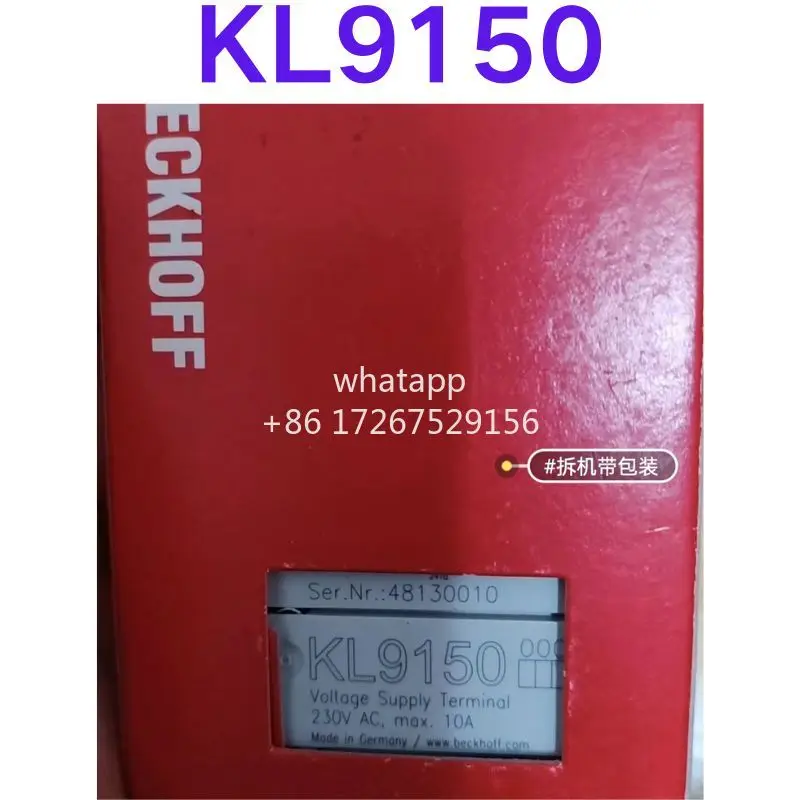 KL9150
ECKHOFF
whatapp
+86 17267529156
#拆机带包装
Ser.Nr.:48130010
KL9150
Voltage Supply Terminal
230V AC, max. 10A
Made in Germany / www.beckhoff.com